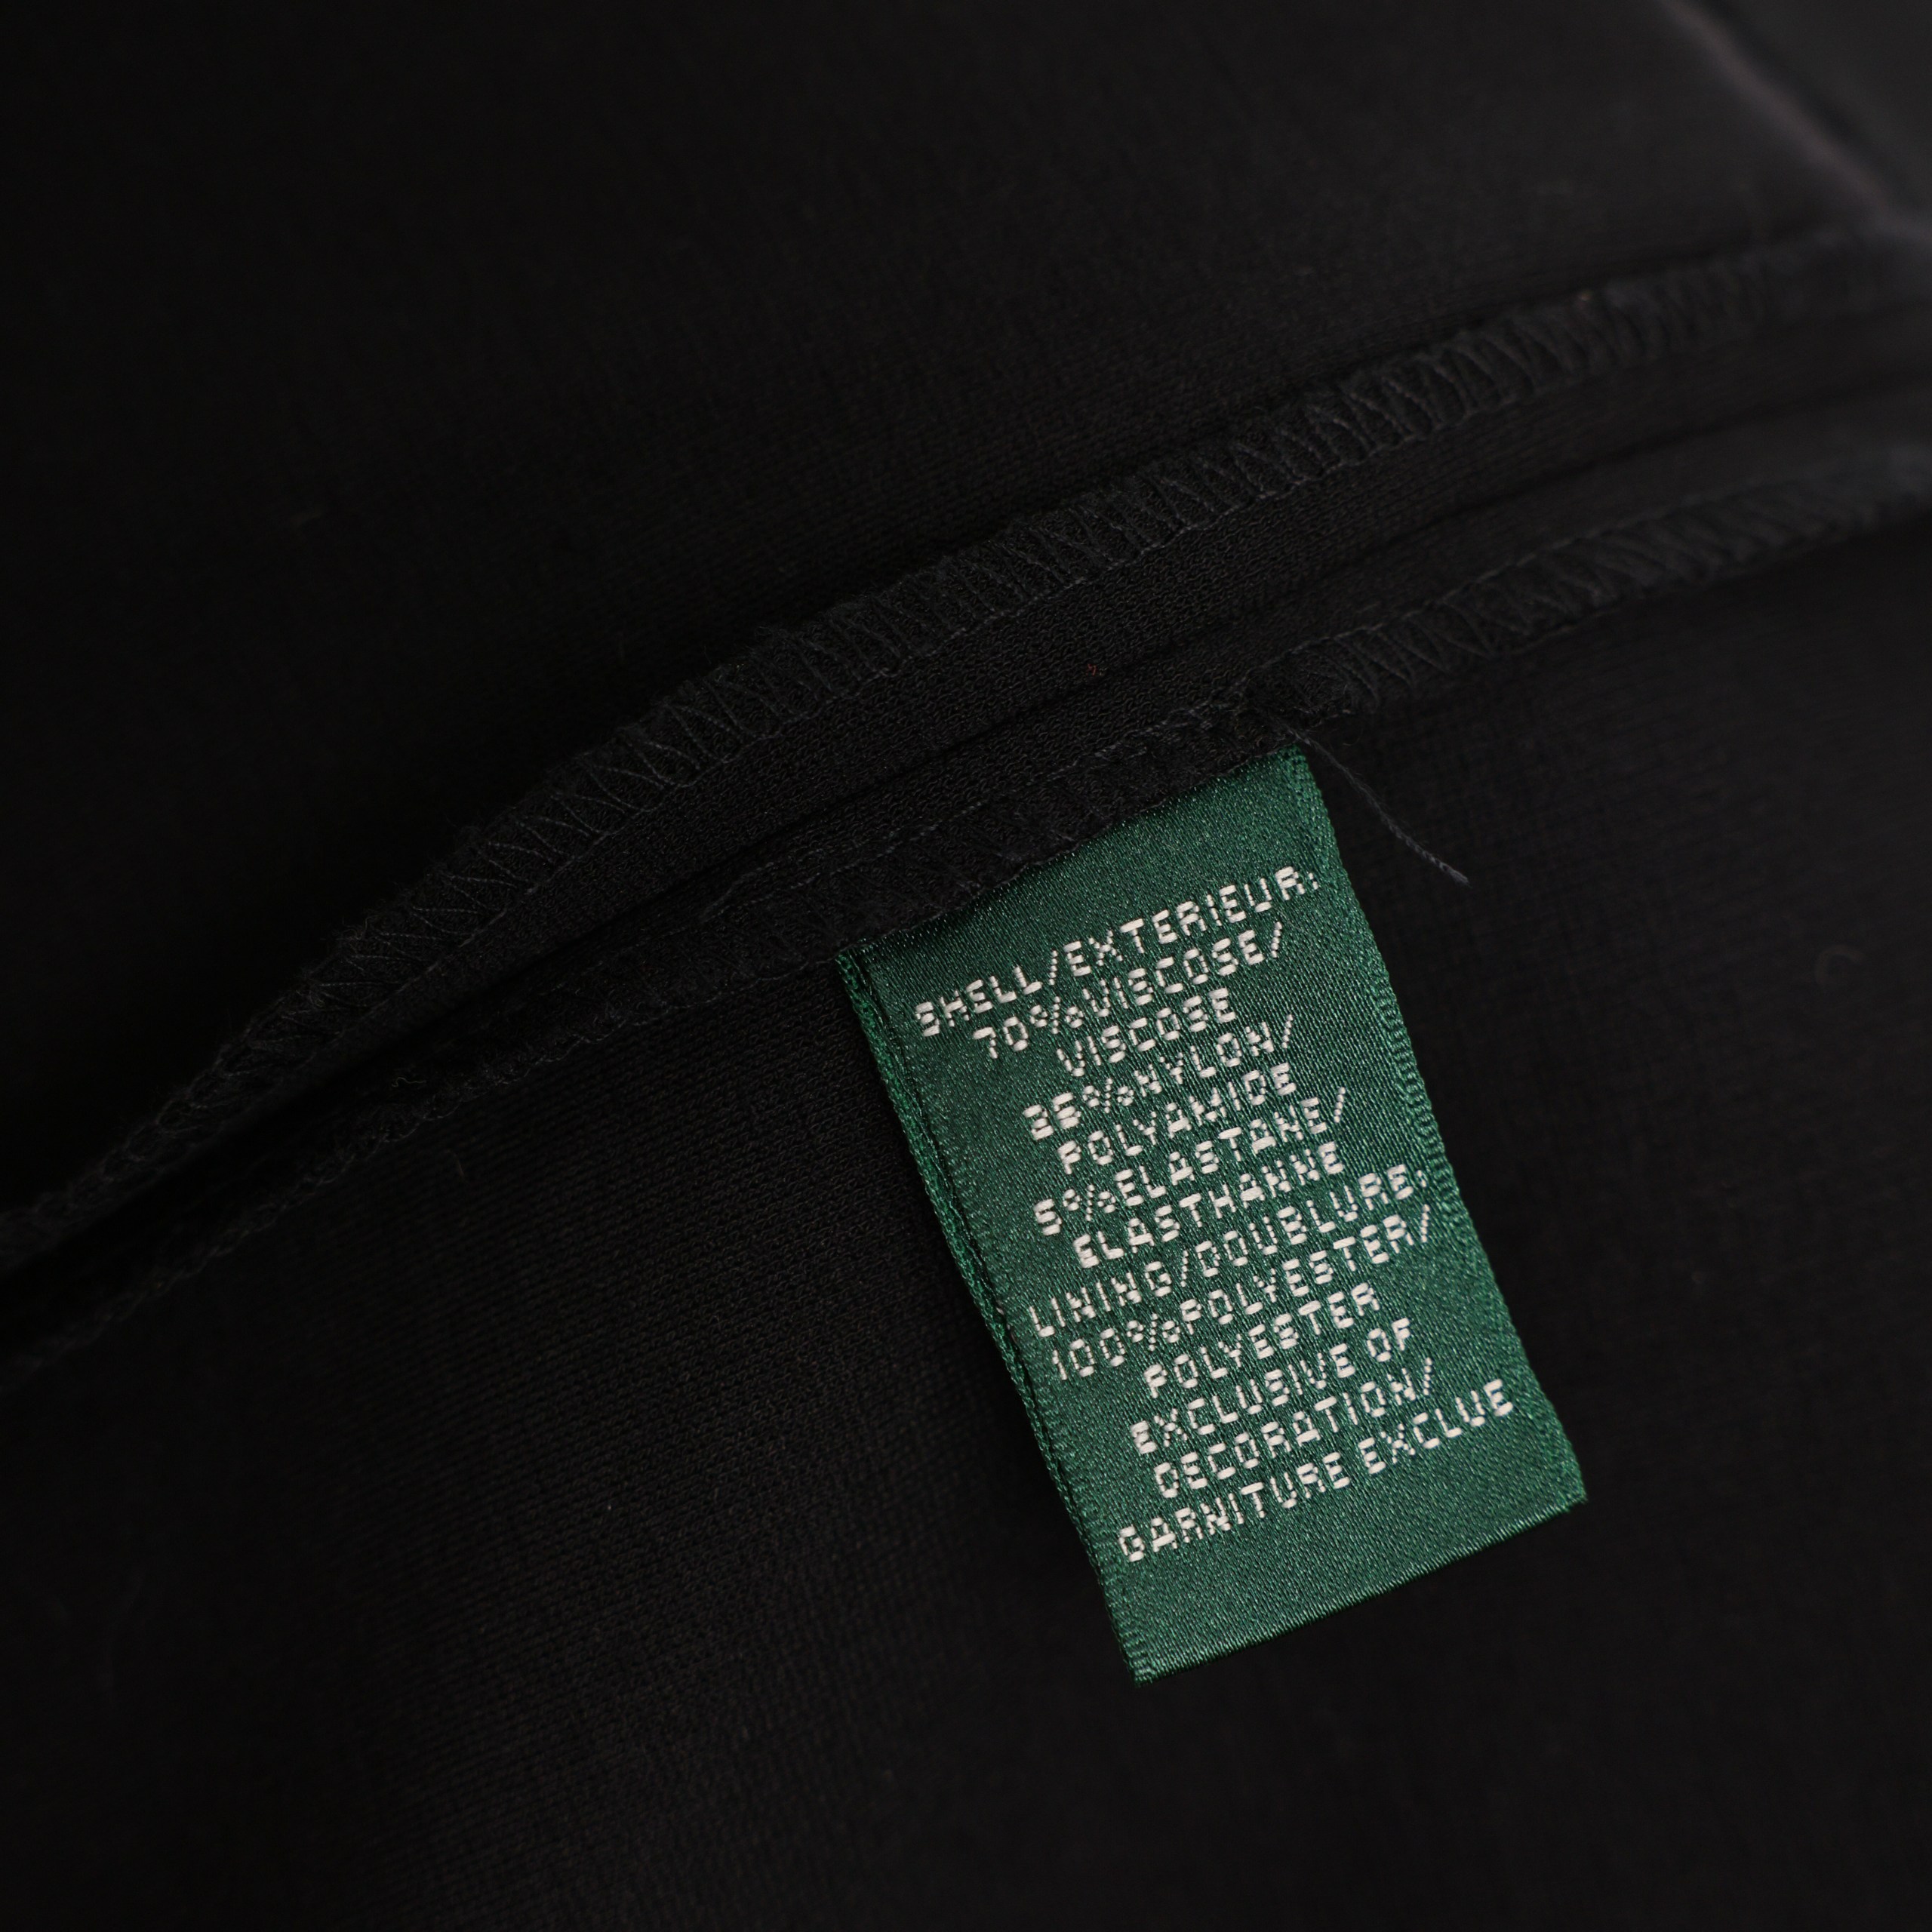 SHELL/EXTERIEUR:
70%VISCOSE/
VISCOSE
25%NYLON/
POLYAMIDE
5%ELASTANE/
ELASTHANNE
LINING/DOUBLURE:
100%POLYESTER/
POLYESTER
EXCLUSIVE OF
DECORATION/
GARNITURE EXCLUE